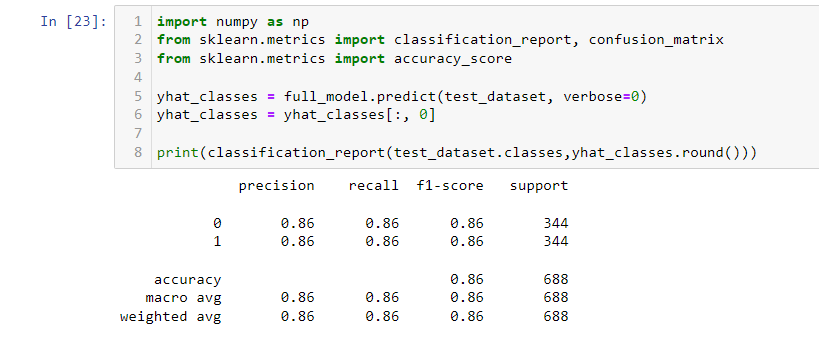 In [23]:
1 import numpy as np
2 from sklearn.metrics import classification_report, confusion_matrix
3 from sklearn.metrics import accuracy_score
4
5 yhat_classes = full_model.predict(test_dataset, verbose=0)
6 yhat_classes = yhat_classes[:, 0]
7
8 print(classification_report(test_dataset.classes,yhat_classes.round()))
precision recall f1-score support
0 0.86 0.86 0.86 344
1 0.86 0.86 0.86 344
accuracy 0.86 688
macro avg 0.86 0.86 0.86 688
weighted avg 0.86 0.86 0.86 688